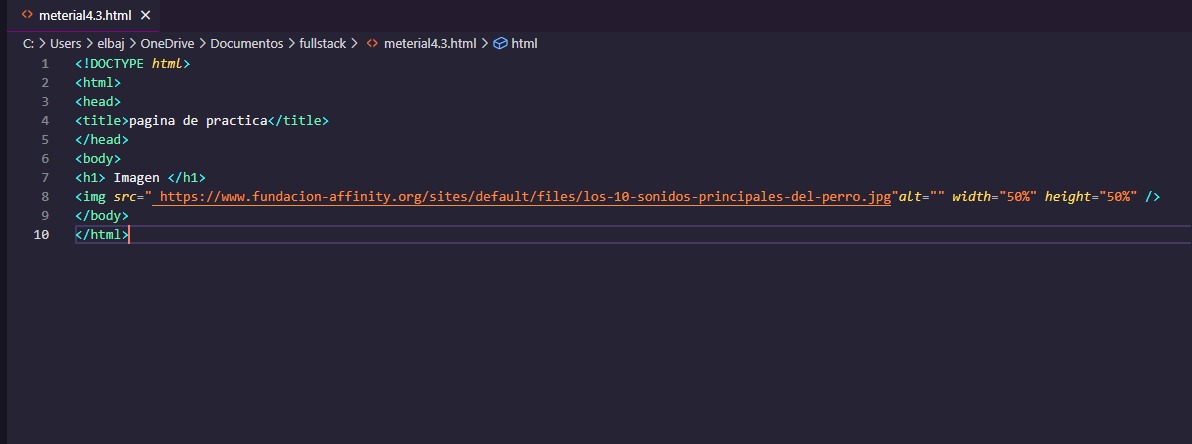 meterial4.3.html
C: > Users > elbaj > OneDrive > Documentos > fullstack > meterial4.3.html > html
1 <!DOCTYPE html>
2 <html>
3 <head>
4 <title>pagina de practica</title>
5 </head>
6 <body>
7 <h1> Imagen </h1>
8 <img src=" https://www.fundacion-affinity.org/sites/default/files/los-10-sonidos-principales-del-perro.jpg"alt="" width="50%" height="50%" />
9 </body>
10 </html>